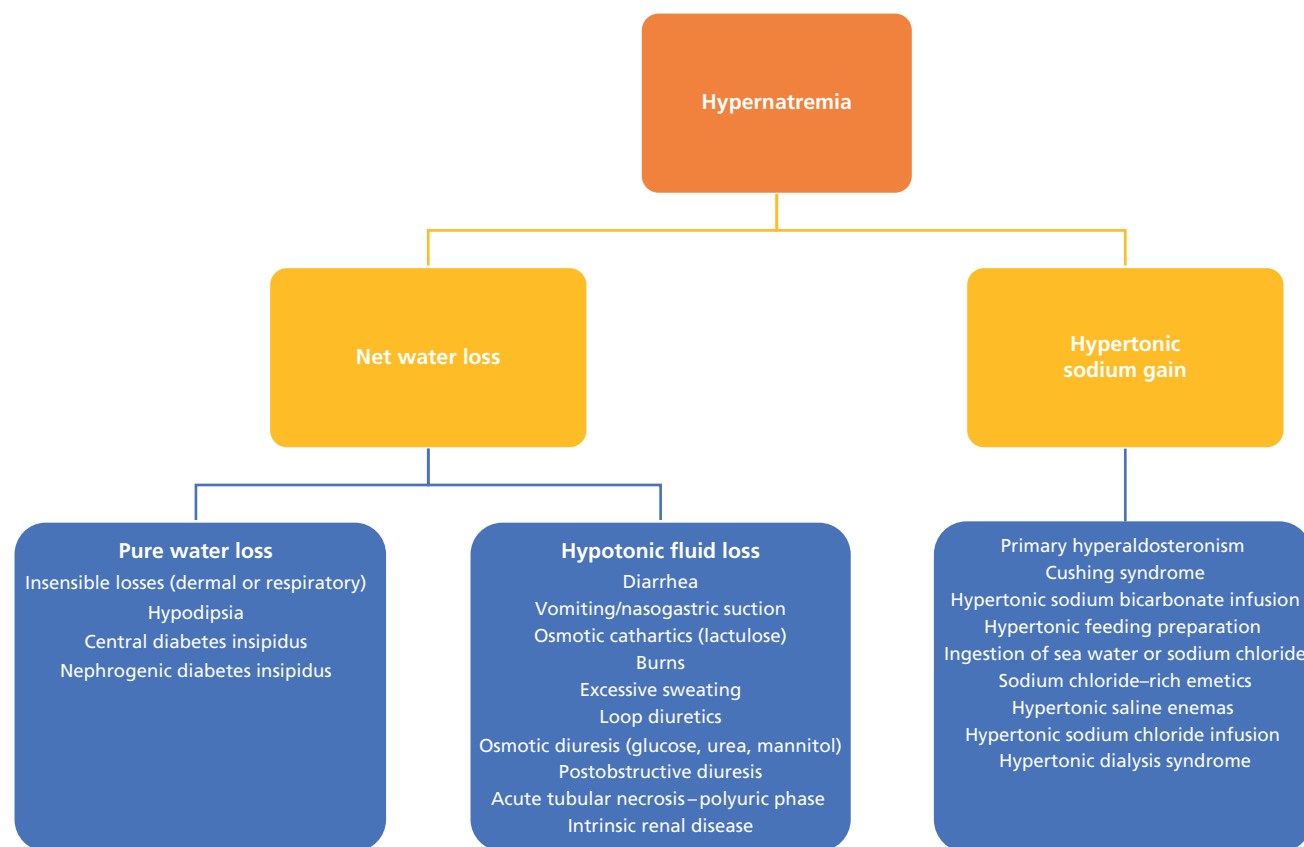 Hypernatremia
Net water loss
Hypertonic
sodium gain
Pure water loss
Insensible losses (dermal or respiratory)
Hypodipsia
Central diabetes insipidus
Nephrogenic diabetes insipidus
Hypotonic fluid loss
Diarrhea
Vomiting/nasogastric suction
Osmotic cathartics (lactulose)
Burns
Excessive sweating
Loop diuretics
Osmotic diuresis (glucose, urea, mannitol)
Postobstructive diuresis
Acute tubular necrosis–polyuric phase
Intrinsic renal disease
Primary hyperaldosteronism
Cushing syndrome
Hypertonic sodium bicarbonate infusion
Hypertonic feeding preparation
Ingestion of sea water or sodium chloride
Sodium chloride–rich emetics
Hypertonic saline enemas
Hypertonic sodium chloride infusion
Hypertonic dialysis syndrome